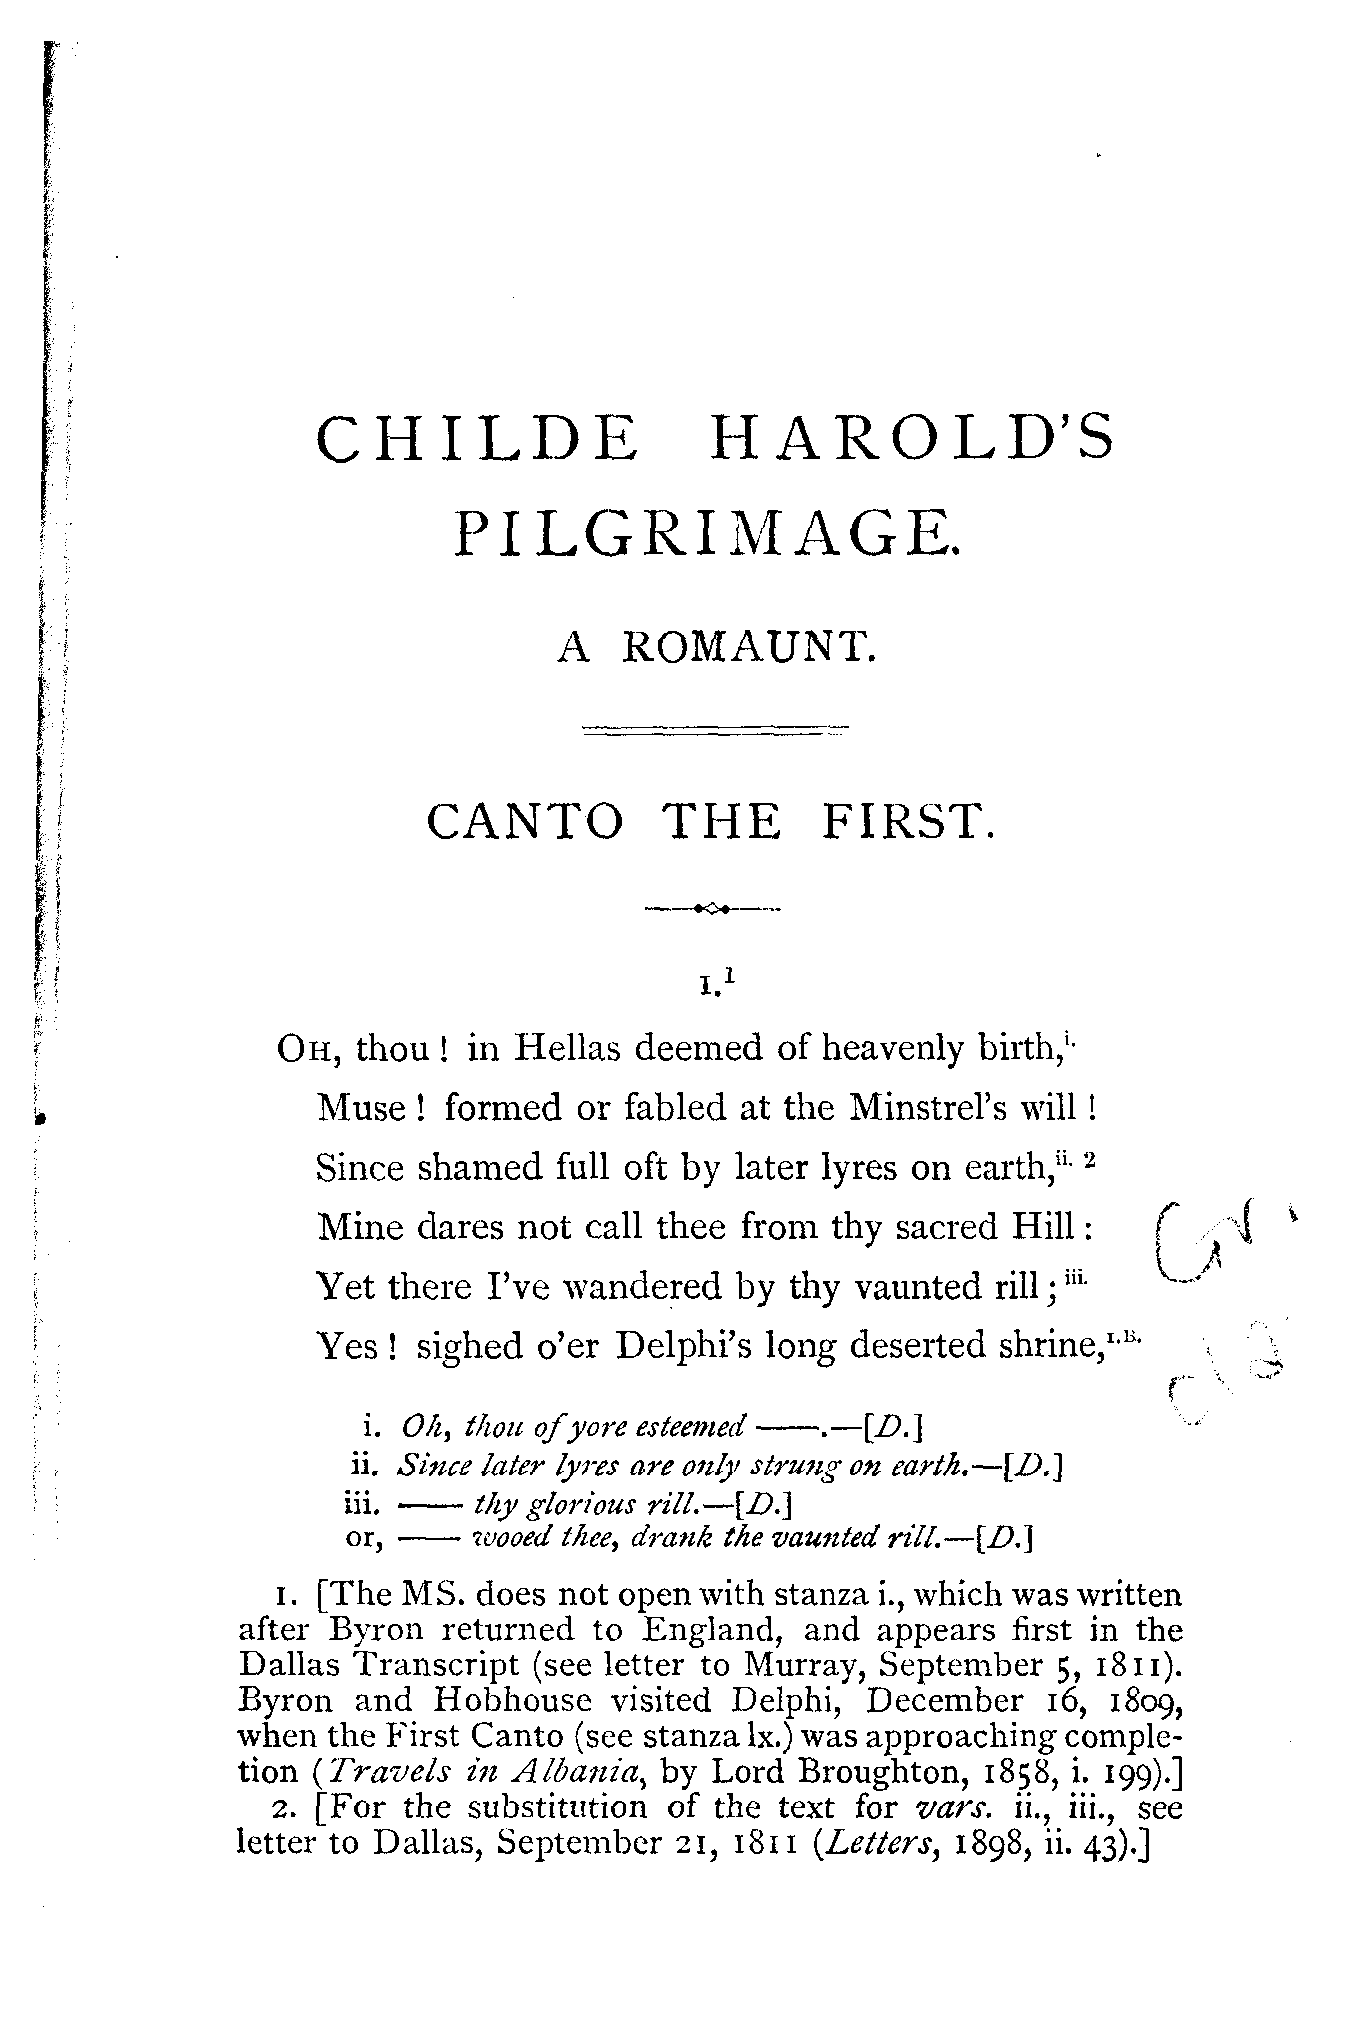 CHILDE HAROLD'S
PILGRIMAGE.
A ROMAUNT.
CANTO THE FIRST.
I.¹
OH, thou! in Hellas deemed of heavenly birth,i.
Muse! formed or fabled at the Minstrel's will!
Since shamed full oft by later lyres on earth,ii. 2
Mine dares not call thee from thy sacred Hill:
Yet there I've wandered by thy vaunted rill; iii.
Yes! sighed o'er Delphi's long deserted shrine,I.B.
i. Oh, thou of yore esteemed ——.—[D.]
ii. Since later lyres are only strung on earth.—[D.]
iii. —— thy glorious rill.—[D.]
or, —— wooed thee, drank the vaunted rill.—[D.]
1. [The MS. does not open with stanza i., which was written
after Byron returned to England, and appears first in the
Dallas Transcript (see letter to Murray, September 5, 1811).
Byron and Hobhouse visited Delphi, December 16, 1809,
when the First Canto (see stanza lx.) was approaching comple-
tion (Travels in Albania, by Lord Broughton, 1858, i. 199).]
2. [For the substitution of the text for vars. ii., iii., see
letter to Dallas, September 21, 1811 (Letters, 1898, ii. 43).]